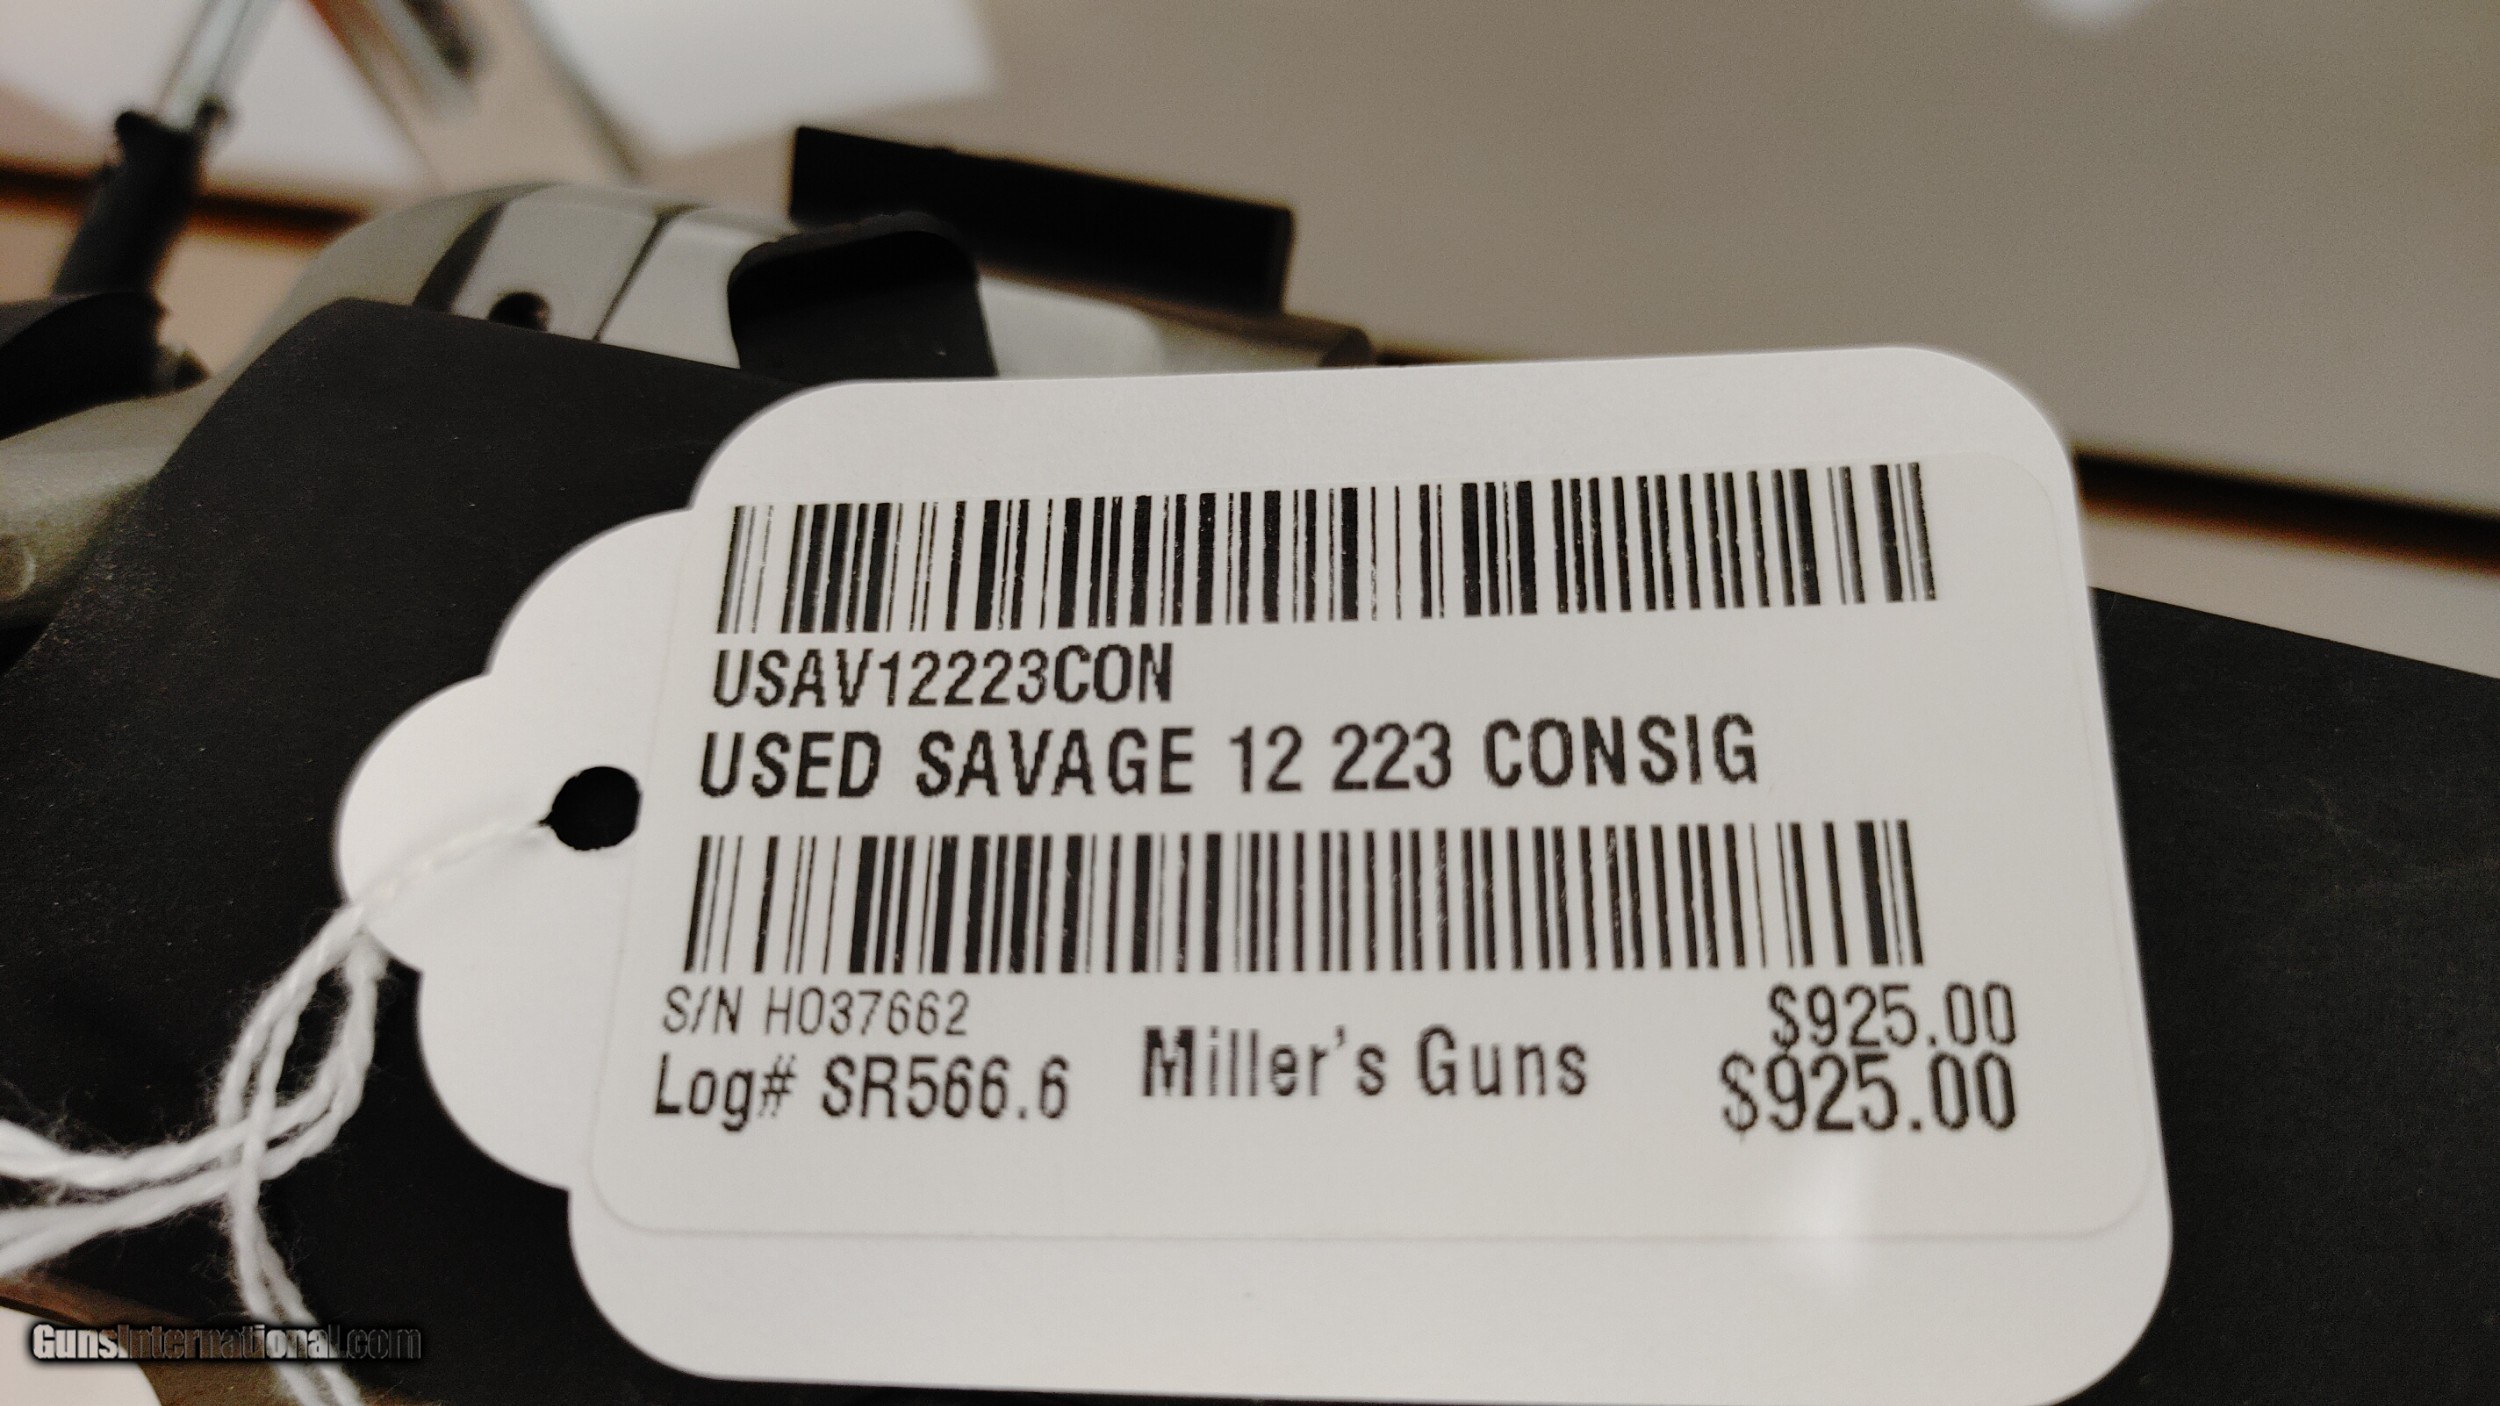 USAV12223CON
USED SAVAGE 12 223 CONSIG
S/N H037662
$925.00
Log# SR566.6
Miller's Guns
$925.00
GunsInternational.com